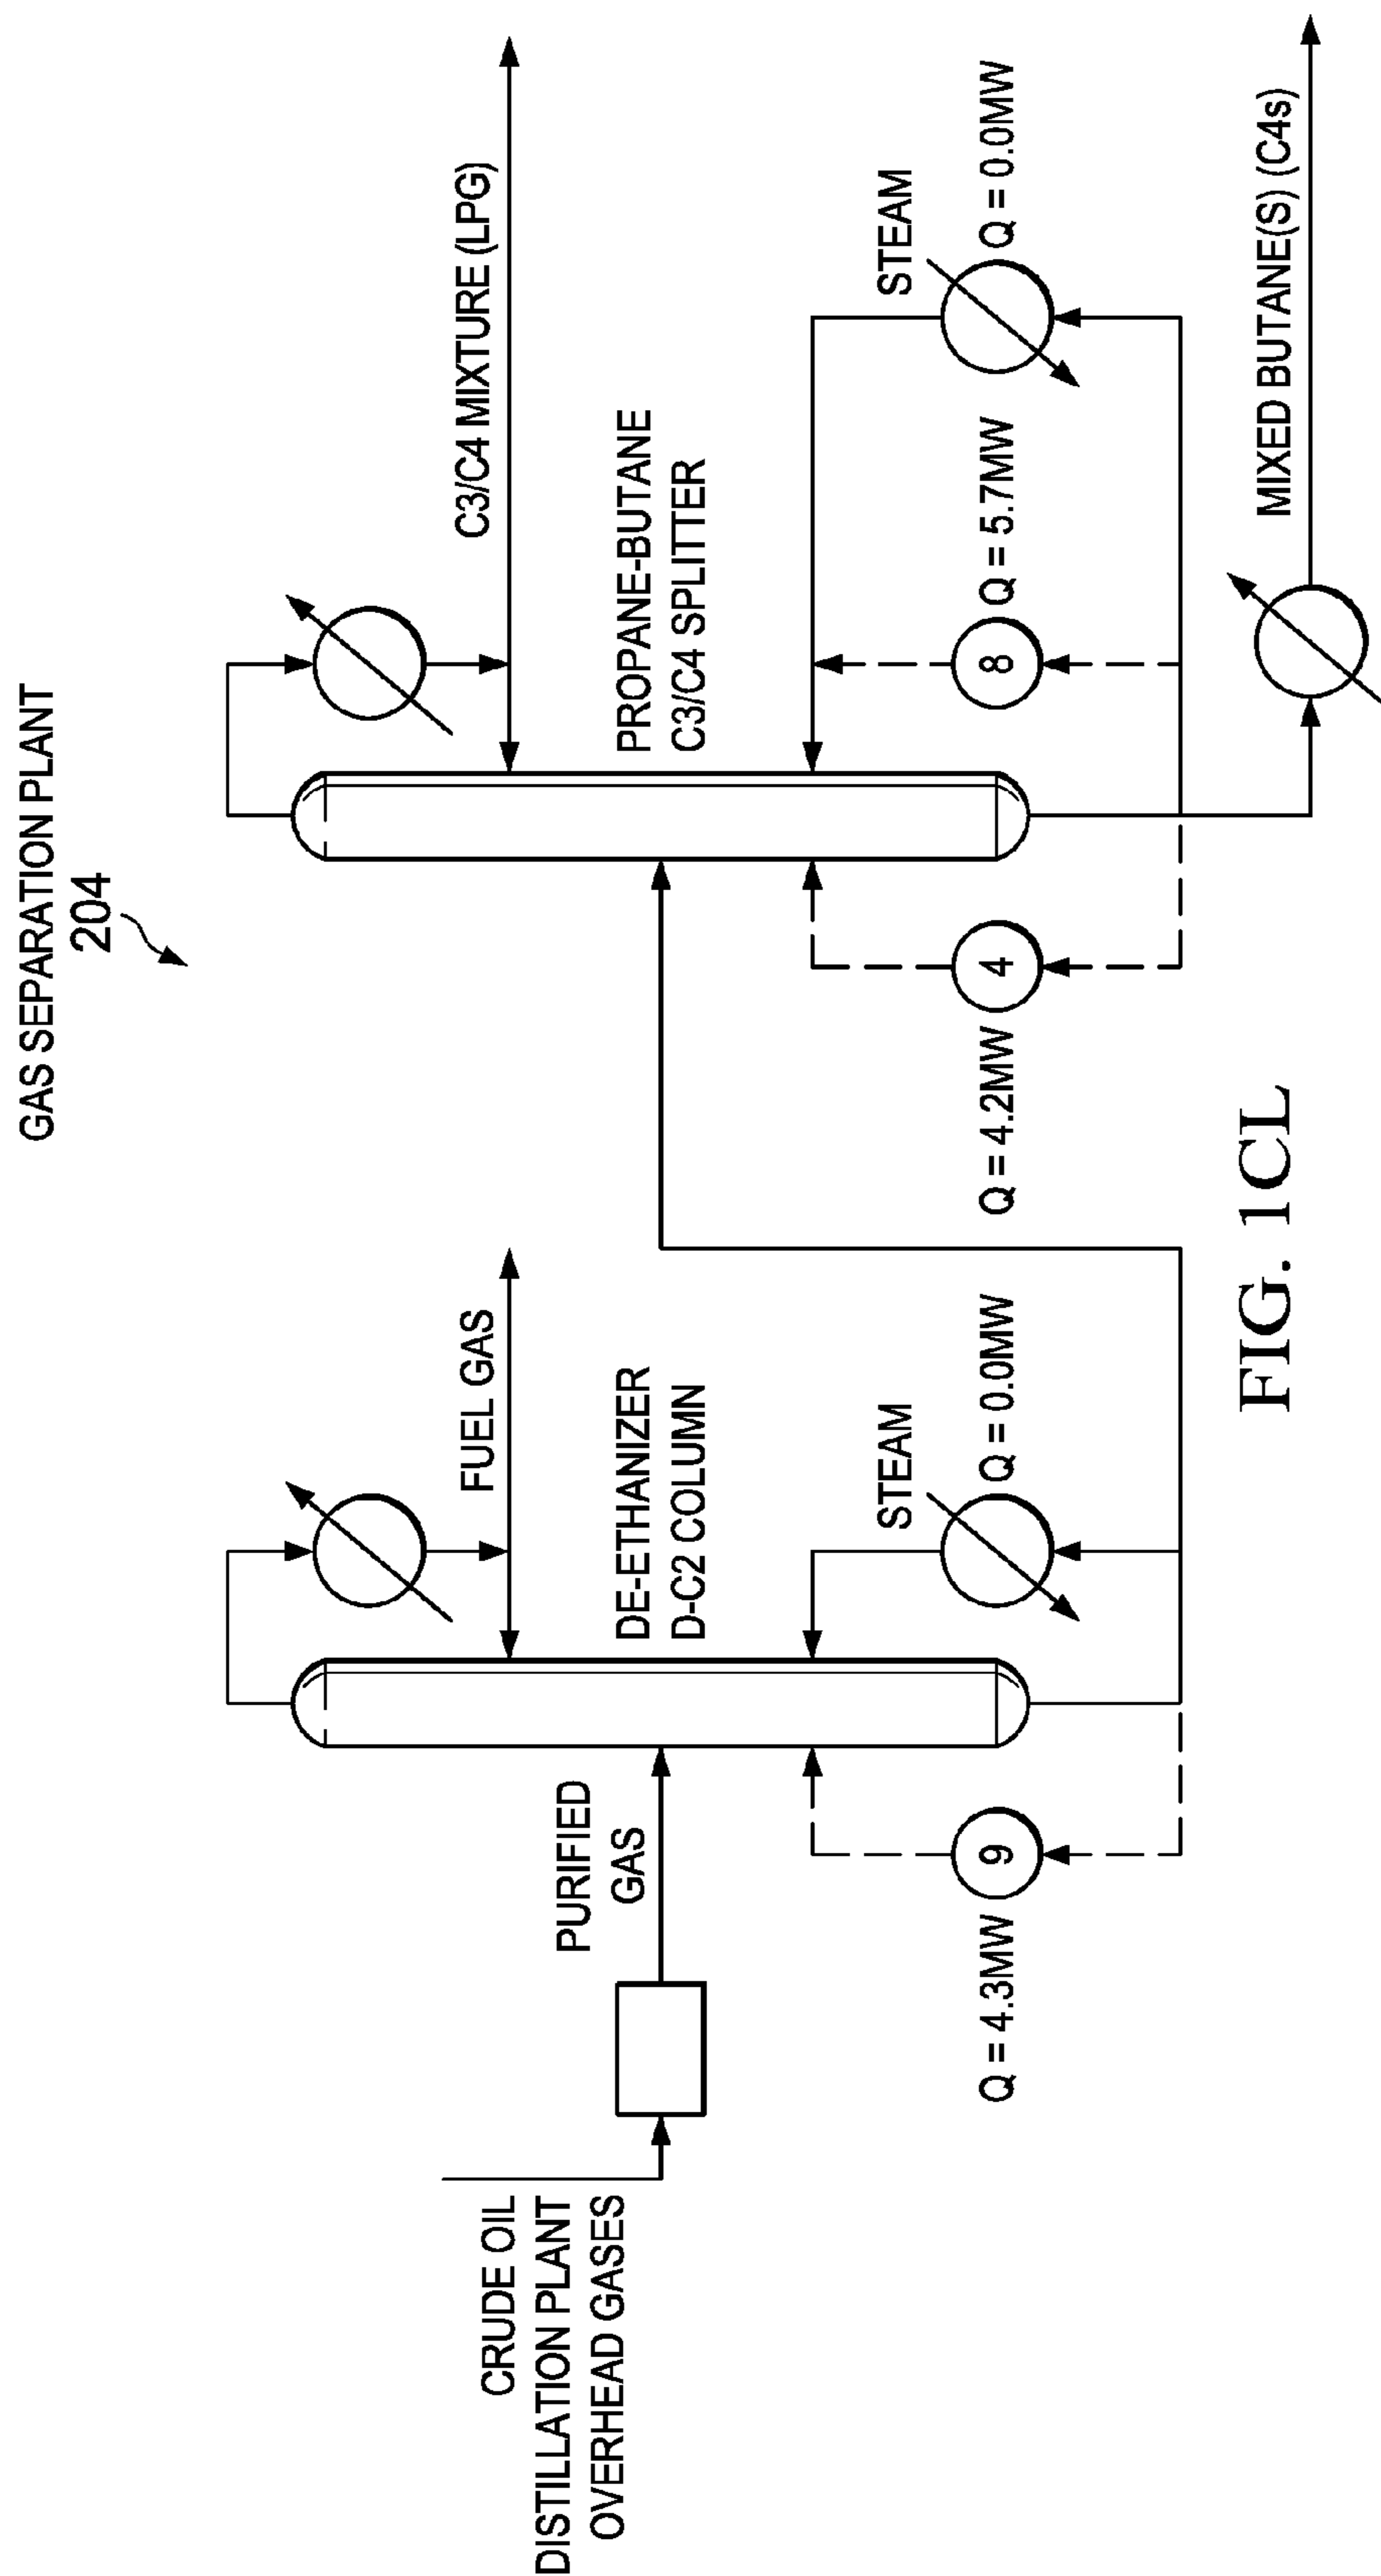 GAS SEPARATION PLANT
204
CRUDE OIL
DISTILLATION PLANT
OVERHEAD GASES
PURIFIED
GAS
FUEL GAS
DE-ETHANIZER
D-C2 COLUMN
STEAM
Q = 0.0MW
9
Q = 4.3MW
C3/C4 MIXTURE (LPG)
PROPANE-BUTANE
C3/C4 SPLITTER
STEAM
Q = 0.0MW
8
Q = 5.7MW
4
Q = 4.2MW
MIXED BUTANE(S) (C4s)
FIG. 1CL